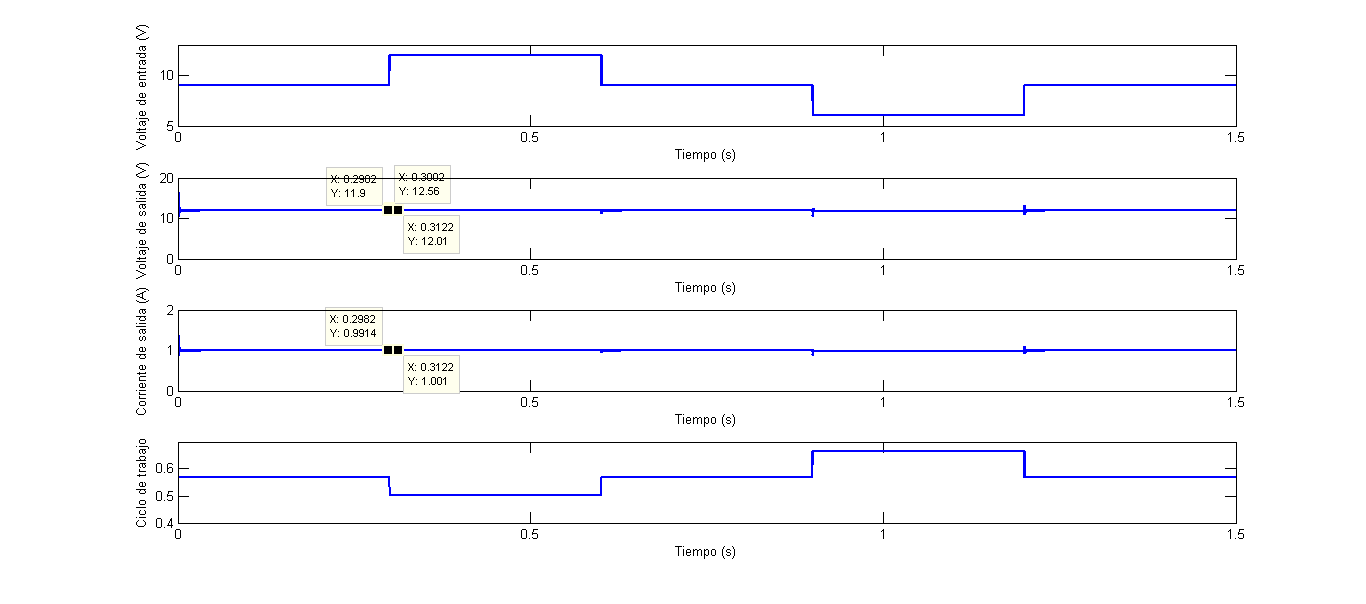 Voltaje de entrada (V)
10
5
0
0.5
1
1.5
Tiempo (s)
Voltaje de salida (V)
20
10
0
X: 0.2902
Y: 11.9
X: 0.3002
Y: 12.56
X: 0.3122
Y: 12.01
0
0.5
1
1.5
Tiempo (s)
Corriente de salida (A)
2
1
0
X: 0.2982
Y: 0.9914
X: 0.3122
Y: 1.001
0
0.5
1
1.5
Tiempo (s)
Ciclo de trabajo
0.6
0.5
0.4
0
0.5
1
1.5
Tiempo (s)